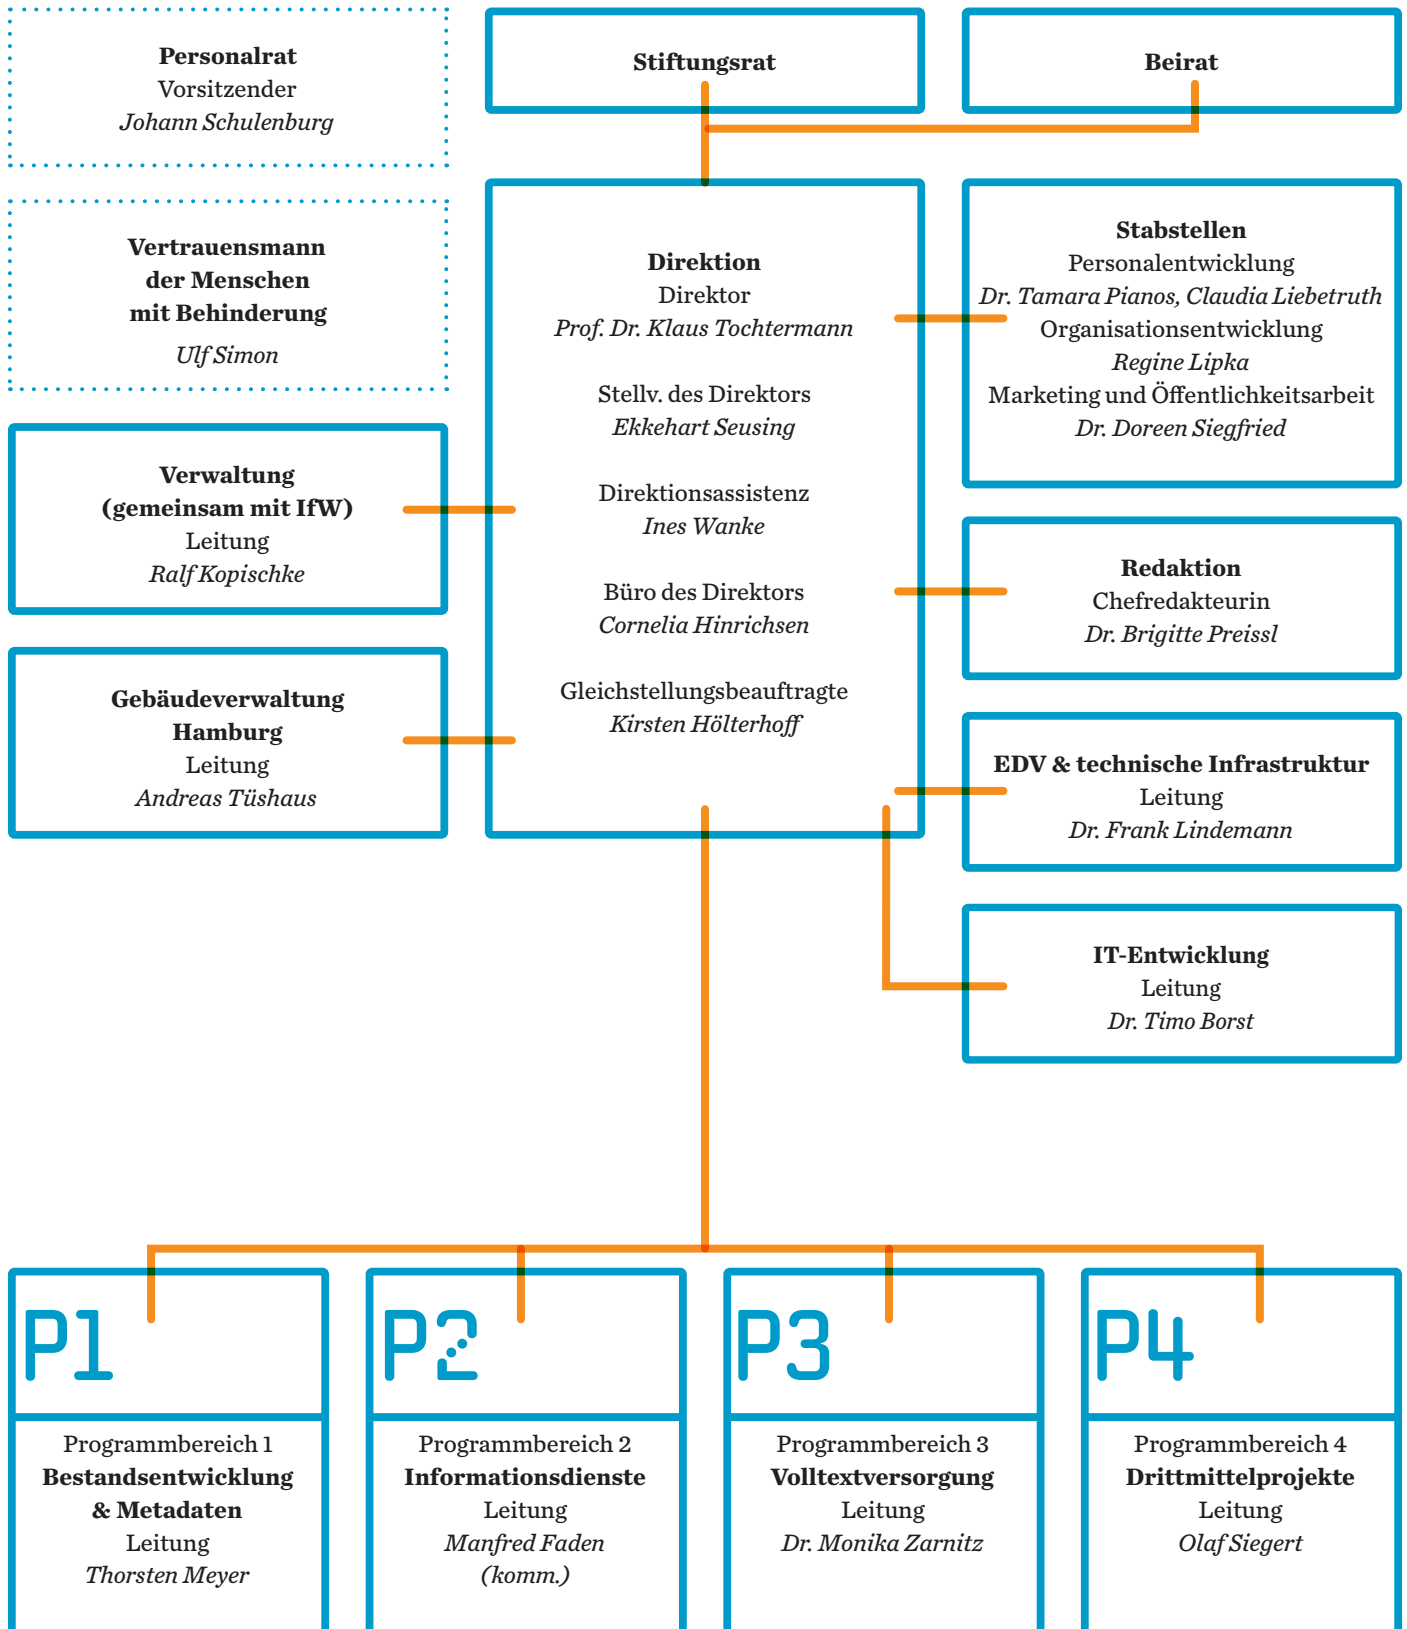 Personalrat
Vorsitzender
Johann Schulenburg
Stiftungsrat
Beirat
Vertrauensmann
der Menschen
mit Behinderung
Ulf Simon
Direktion
Direktor
Prof. Dr. Klaus Tochtermann
Stellv. des Direktors
Ekkehart Seusing
Direktionsassistenz
Ines Wanke
Büro des Direktors
Cornelia Hinrichsen
Gleichstellungsbeauftragte
Kirsten Hölterhoff
Stabstellen
Personalentwicklung
Dr. Tamara Pianos, Claudia Liebetruth
Organisationsentwicklung
Regine Lipka
Marketing und Öffentlichkeitsarbeit
Dr. Doreen Siegfried
Verwaltung
(gemeinsam mit IfW)
Leitung
Ralf Kopischke
Redaktion
Chefredakteurin
Dr. Brigitte Preissl
Gebäudeverwaltung
Hamburg
Leitung
Andreas Tüshaus
EDV & technische Infrastruktur
Leitung
Dr. Frank Lindemann
IT-Entwicklung
Leitung
Dr. Timo Borst
P1
Programmbereich 1
Bestandsentwicklung
& Metadaten
Leitung
Thorsten Meyer
P2
Programmbereich 2
Informationsdienste
Leitung
Manfred Faden
(komm.)
P3
Programmbereich 3
Volltextversorgung
Leitung
Dr. Monika Zarnitz
P4
Programmbereich 4
Drittmittelprojekte
Leitung
Olaf Siegert